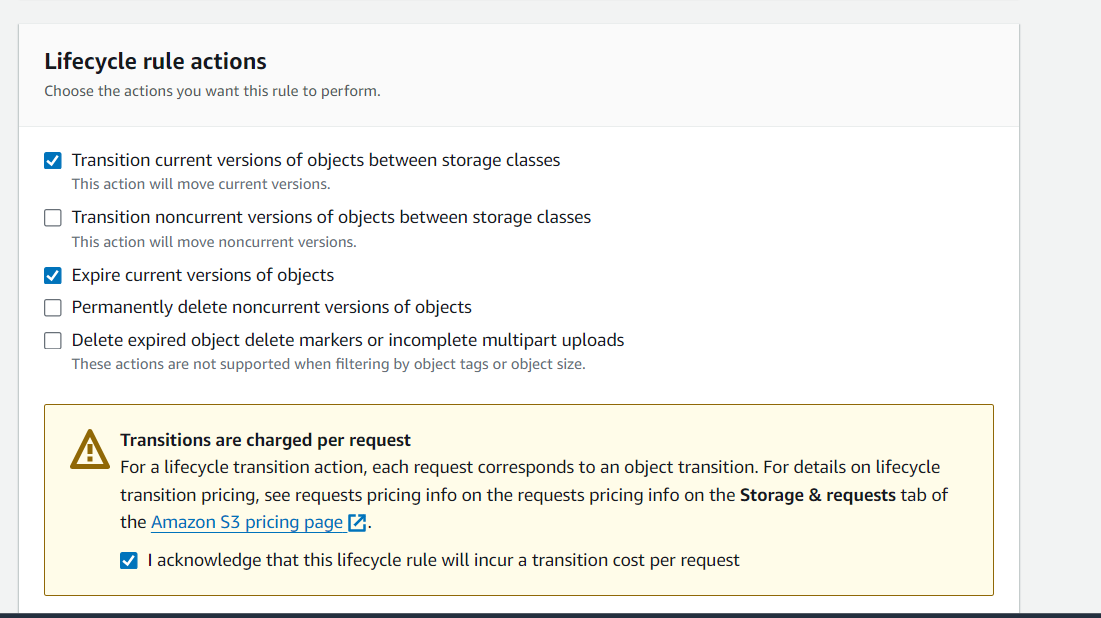 Lifecycle rule actions
Choose the actions you want this rule to perform.
Transition current versions of objects between storage classes
This action will move current versions.
Transition noncurrent versions of objects between storage classes
This action will move noncurrent versions.
Expire current versions of objects
Permanently delete noncurrent versions of objects
Delete expired object delete markers or incomplete multipart uploads
These actions are not supported when filtering by object tags or object size.
Transitions are charged per request
For a lifecycle transition action, each request corresponds to an object transition. For details on lifecycle
transition pricing, see requests pricing info on the requests pricing info on the Storage & requests tab of
the Amazon S3 pricing page.
I acknowledge that this lifecycle rule will incur a transition cost per request